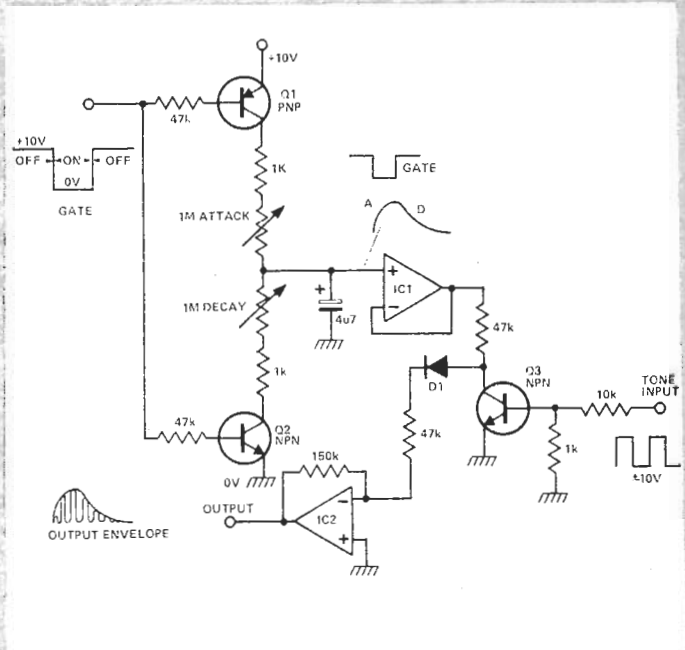 +10V
Q1
PNP
47k
+10V
OFF ON OFF
0V
GATE
1K
GATE
1M ATTACK
A
D
+
IC1
−
1M DECAY
+
4u7
47k
1k
D1
Q3
NPN
TONE
INPUT
10k
47k
Q2
NPN
47k
1k
±10V
150k
0V
OUTPUT
−
IC2
+
OUTPUT ENVELOPE